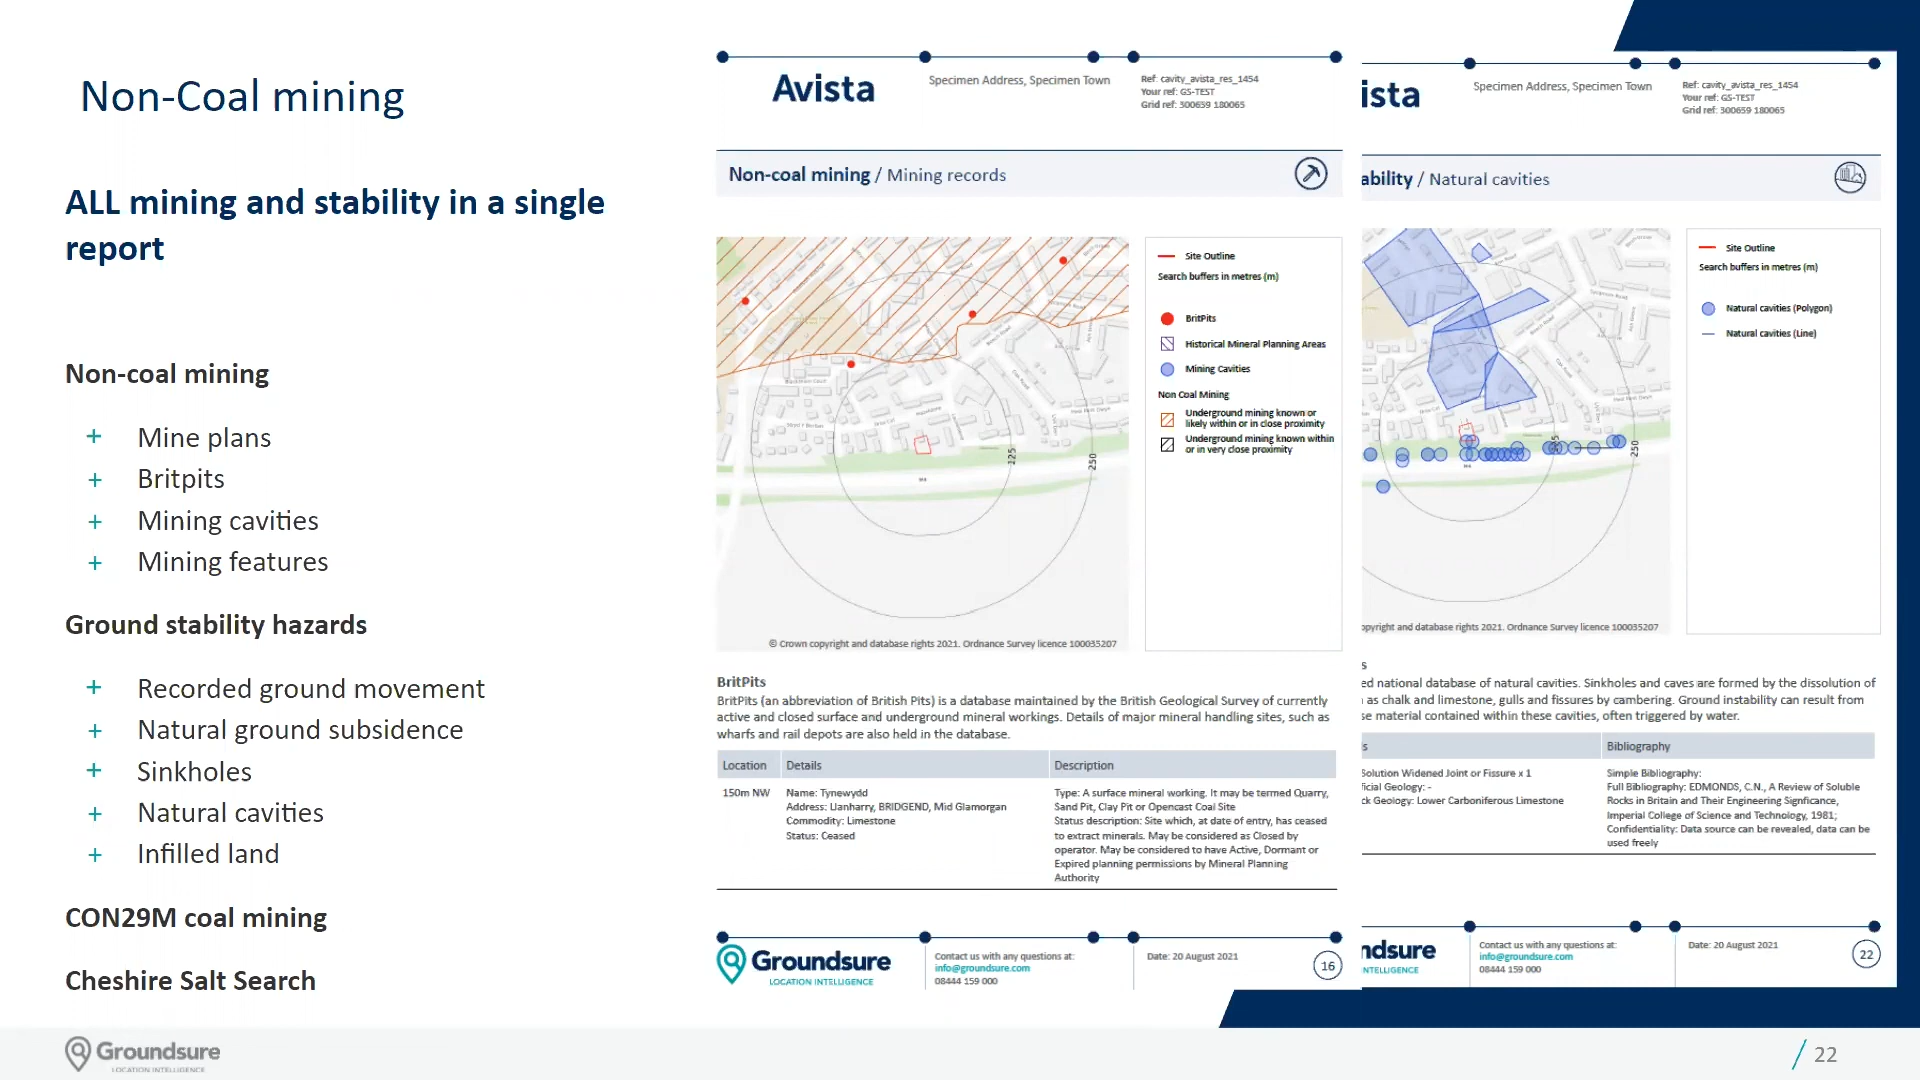 Non-Coal mining
ALL mining and stability in a single
report
Non-coal mining
+ Mine plans
+ Britpits
+ Mining cavities
+ Mining features
Ground stability hazards
+ Recorded ground movement
+ Natural ground subsidence
+ Sinkholes
+ Natural cavities
+ Infilled land
CON29M coal mining
Cheshire Salt Search
Avista
Specimen Address, Specimen Town
Ref: cavity_avista_res_1454
Your ref: GS-TEST
Grid ref: 300659 180065
Non-coal mining / Mining records
125
250
M4
Site Outline
Search buffers in metres (m)
BritPits
Historical Mineral Planning Areas
Mining Cavities
Non Coal Mining
Underground mining known or
likely within or in close proximity
Underground mining known within
or in very close proximity
© Crown copyright and database rights 2021. Ordnance Survey licence 100035207
BritPits
BritPits (an abbreviation of British Pits) is a database maintained by the British Geological Survey of currently
active and closed surface and underground mineral workings. Details of major mineral handling sites, such as
wharfs and rail depots are also held in the database.
Location Details Description
150m NW
Name: Tynewydd
Address: Llanharry, BRIDGEND, Mid Glamorgan
Commodity: Limestone
Status: Ceased
Type: A surface mineral working. It may be termed Quarry,
Sand Pit, Clay Pit or Opencast Coal Site
Status description: Site which, at date of entry, has ceased
to extract minerals. May be considered as Closed by
operator. May be considered to have Active, Dormant or
Expired planning permissions by Mineral Planning
Authority
Groundsure
LOCATION INTELLIGENCE
Contact us with any questions at:
info@groundsure.com
08444 159 000
Date: 20 August 2021
16
ista
Specimen Address, Specimen Town
Ref: cavity_avista_res_1454
Your ref: GS-TEST
Grid ref: 300659 180065
ability / Natural cavities
250
M4
Site Outline
Search buffers in metres (m)
Natural cavities (Polygon)
Natural cavities (Line)
opyright and database rights 2021. Ordnance Survey licence 100035207
s
ed national database of natural cavities. Sinkholes and caves are formed by the dissolution of
as chalk and limestone, gulls and fissures by cambering. Ground instability can result from
se material contained within these cavities, often triggered by water.
s Bibliography
Solution Widened Joint or Fissure x 1
ficial Geology: -
ck Geology: Lower Carboniferous Limestone
Simple Bibliography:
Full Bibliography: EDMONDS, C.N., A Review of Soluble
Rocks in Britain and Their Engineering Signficance,
Imperial College of Science and Technology, 1981;
Confidentiality: Data source can be revealed, data can be
used freely
ndsure
INTELLIGENCE
Contact us with any questions at:
info@groundsure.com
08444 159 000
Date: 20 August 2021
22
Groundsure
LOCATION INTELLIGENCE
22